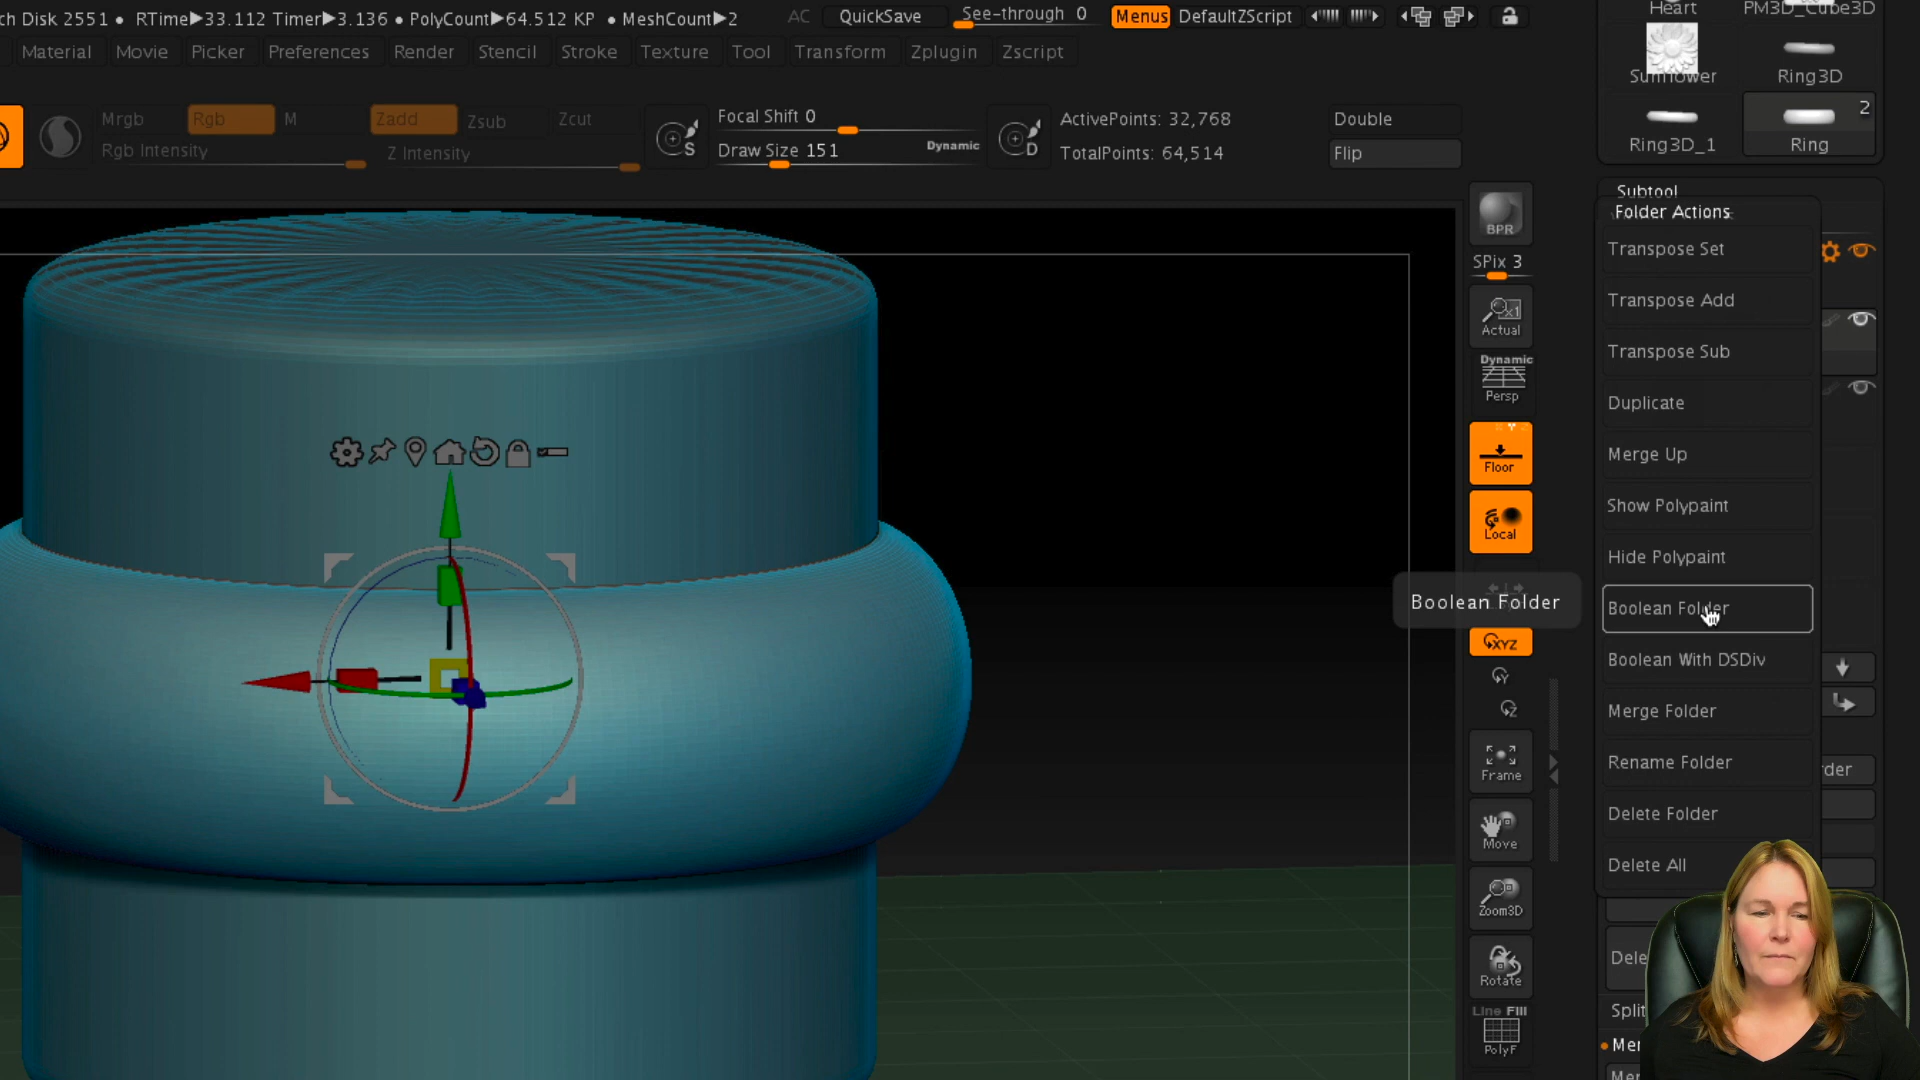 ch Disk 2551 • RTime▶33.112 Timer▶3.136 • PolyCount▶64.512 KP • MeshCount▶2
AC QuickSave See-through 0 Menus DefaultZScript
Material Movie Picker Preferences Render Stencil Stroke Texture Tool Transform Zplugin Zscript
Mrgb Rgb M Zadd Zsub Zcut
Rgb Intensity Z Intensity
S
Focal Shift 0
Draw Size 151 Dynamic
D
ActivePoints: 32,768
TotalPoints: 64,514
Double
Flip
Heart PM3D_Cube3D
Sunflower Ring3D
2
Ring3D_1 Ring
Subtool
Folder Actions
Transpose Set
Transpose Add
Transpose Sub
Duplicate
Merge Up
Show Polypaint
Hide Polypaint
Boolean Folder
Boolean With DSDiv
Merge Folder
Rename Folder
Delete Folder
Delete All
der
Dele
Split
Mer
Mer
BPR
SPix 3
Actual
Dynamic
Persp
Floor
Local
Boolean Folder
XYZ
Y
Z
Frame
Move
Zoom3D
Rotate
Line Fill
PolyF